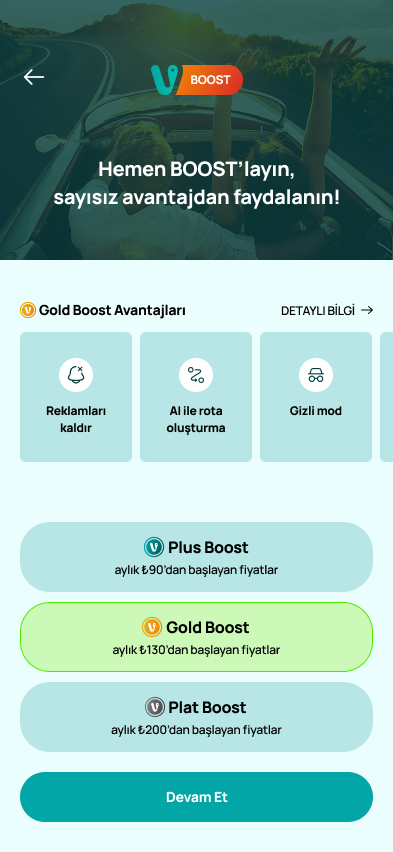 V BOOST
Hemen BOOST’layın,
sayısız avantajdan faydalanın!
Gold Boost Avantajları
DETAYLI BİLGİ
Reklamları
kaldır
AI ile rota
oluşturma
Gizli mod
Plus Boost
aylık ₺90’dan başlayan fiyatlar
Gold Boost
aylık ₺130’dan başlayan fiyatlar
Plat Boost
aylık ₺200’dan başlayan fiyatlar
Devam Et